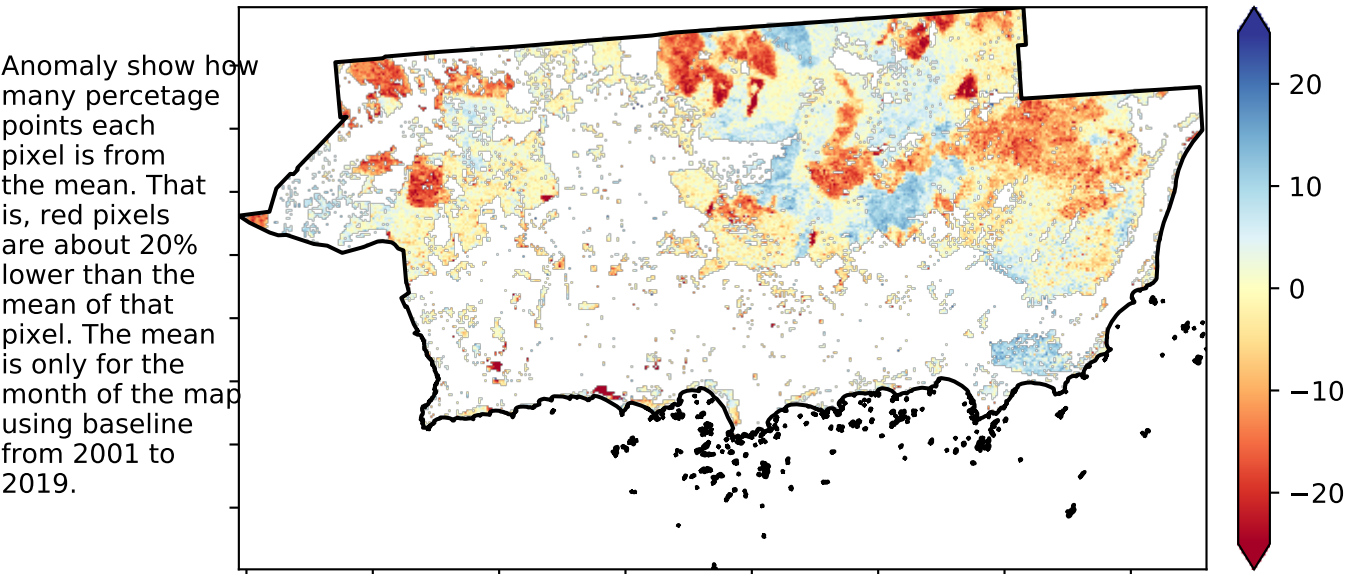 Anomaly show how
many percetage
points each
pixel is from
the mean. That
is, red pixels
are about 20%
lower than the
mean of that
pixel. The mean
is only for the
month of the map
using baseline
from 2001 to
2019.
20
10
0
−10
−20